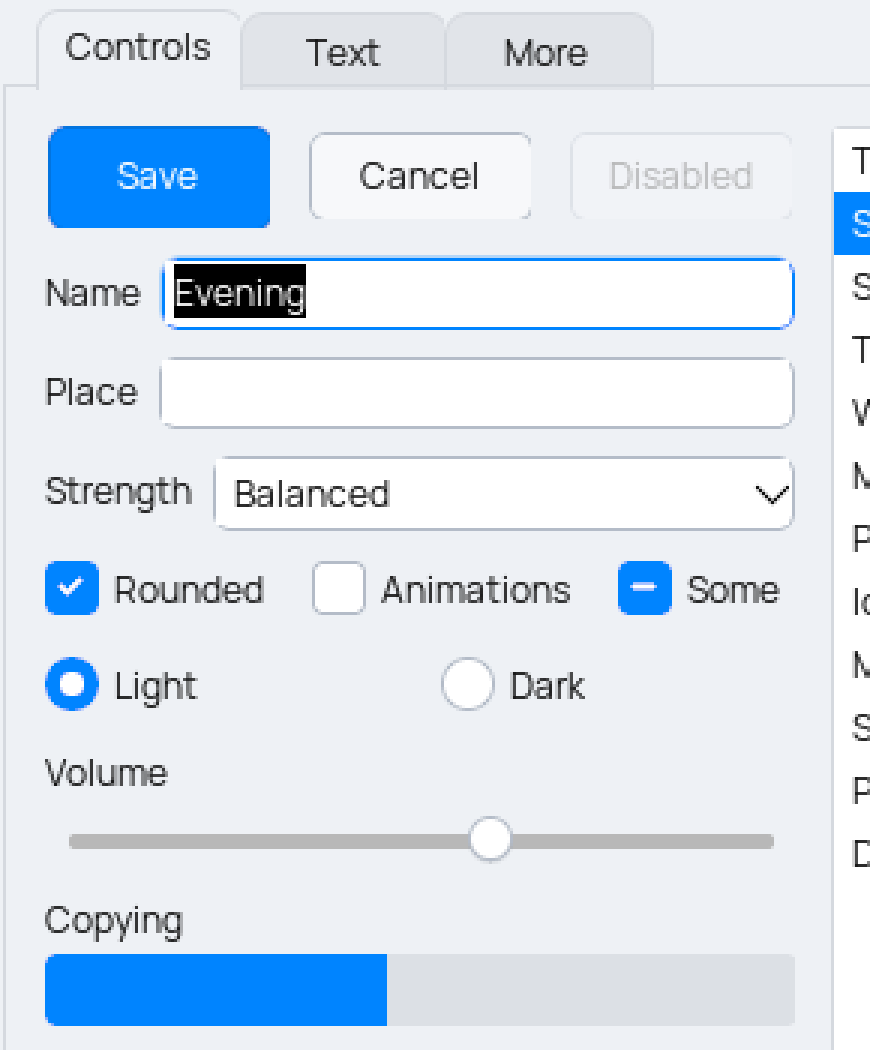 Controls Text More
Save Cancel Disabled
Name Evening
Place
Strength Balanced
Rounded Animations Some
Light Dark
Volume
Copying